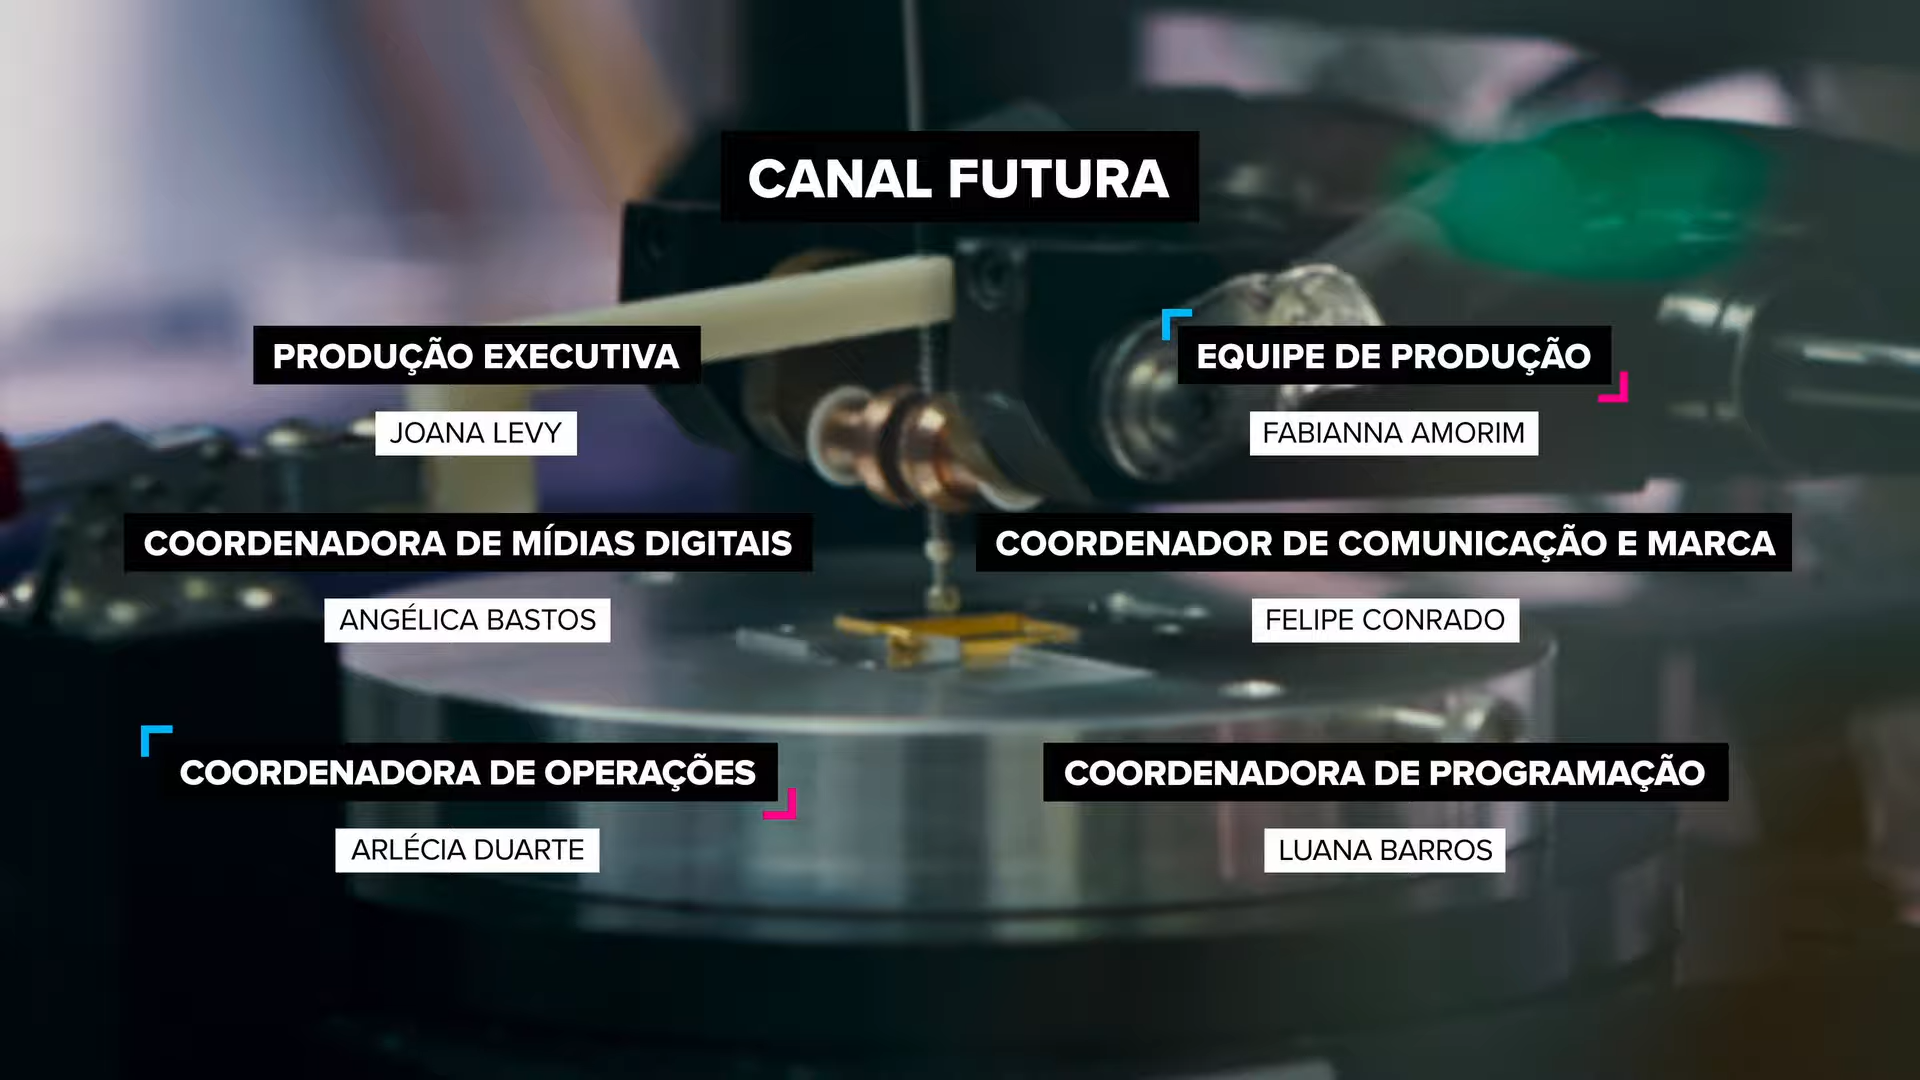 CANAL FUTURA
PRODUÇÃO EXECUTIVA
JOANA LEVY
EQUIPE DE PRODUÇÃO
FABIANNA AMORIM
COORDENADORA DE MÍDIAS DIGITAIS
ANGÉLICA BASTOS
COORDENADOR DE COMUNICAÇÃO E MARCA
FELIPE CONRADO
COORDENADORA DE OPERAÇÕES
ARLÉCIA DUARTE
COORDENADORA DE PROGRAMAÇÃO
LUANA BARROS